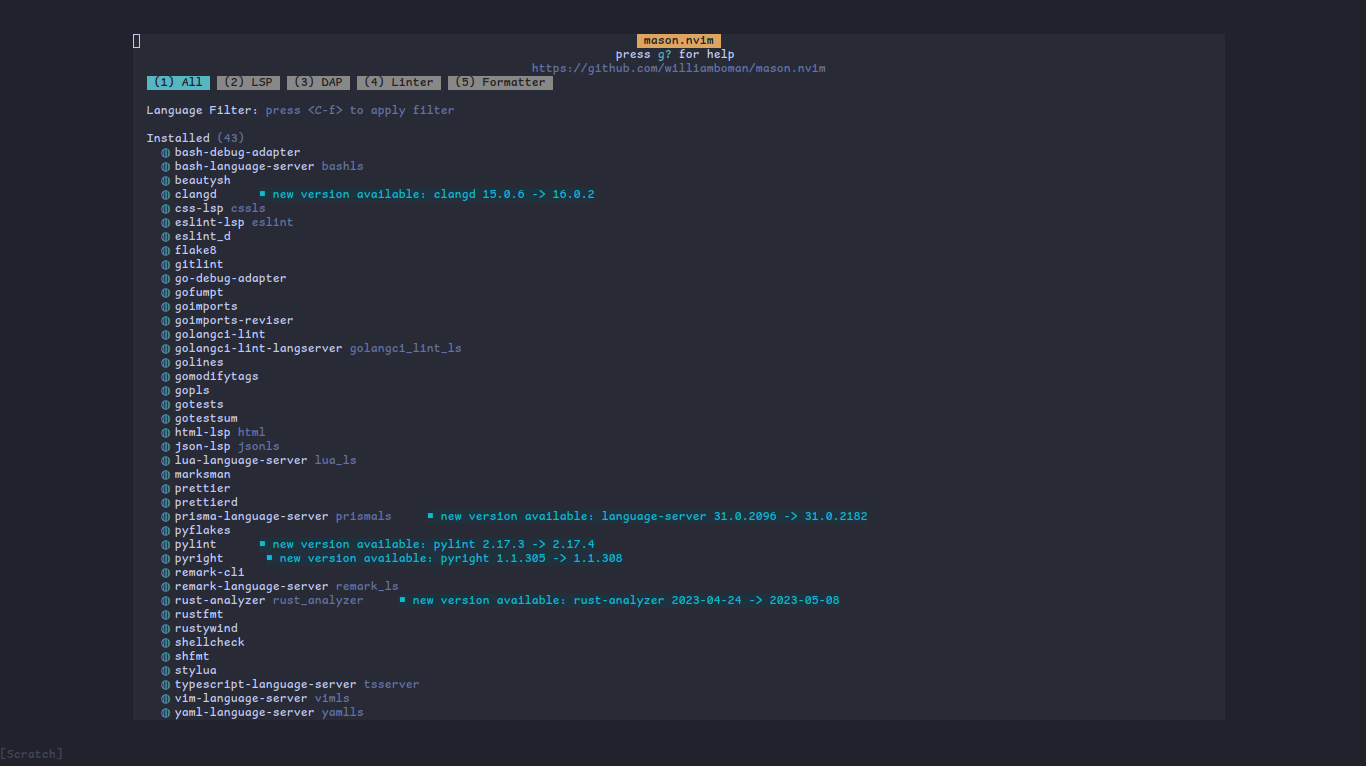 mason.nvim
press g? for help
https://github.com/williamboman/mason.nvim
(1) All (2) LSP (3) DAP (4) Linter (5) Formatter
Language Filter: press <C-f> to apply filter
Installed (43)
bash-debug-adapter
bash-language-server bashls
beautysh
clangd ▪ new version available: clangd 15.0.6 -> 16.0.2
css-lsp cssls
eslint-lsp eslint
eslint_d
flake8
gitlint
go-debug-adapter
gofumpt
goimports
goimports-reviser
golangci-lint
golangci-lint-langserver golangci_lint_ls
golines
gomodifytags
gopls
gotests
gotestsum
html-lsp html
json-lsp jsonls
lua-language-server lua_ls
marksman
prettier
prettierd
prisma-language-server prismals ▪ new version available: language-server 31.0.2096 -> 31.0.2182
pyflakes
pylint ▪ new version available: pylint 2.17.3 -> 2.17.4
pyright ▪ new version available: pyright 1.1.305 -> 1.1.308
remark-cli
remark-language-server remark_ls
rust-analyzer rust_analyzer ▪ new version available: rust-analyzer 2023-04-24 -> 2023-05-08
rustfmt
rustywind
shellcheck
shfmt
stylua
typescript-language-server tsserver
vim-language-server vimls
yaml-language-server yamlls
[Scratch]